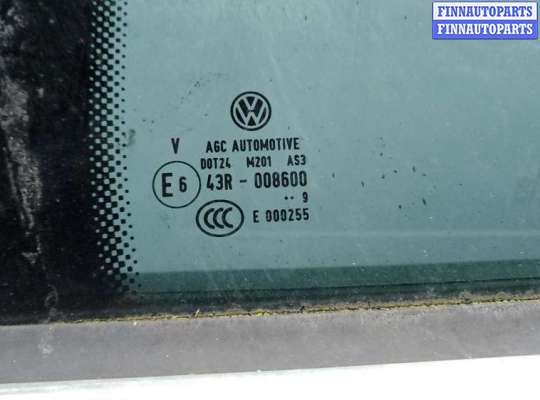 FINNAUTOPARTS
FINNAUTOPARTS
VW
V AGC AUTOMOTIVE
DOT24 M201 AS3
E6 43R - 008600
·· 9
CCC E 000255